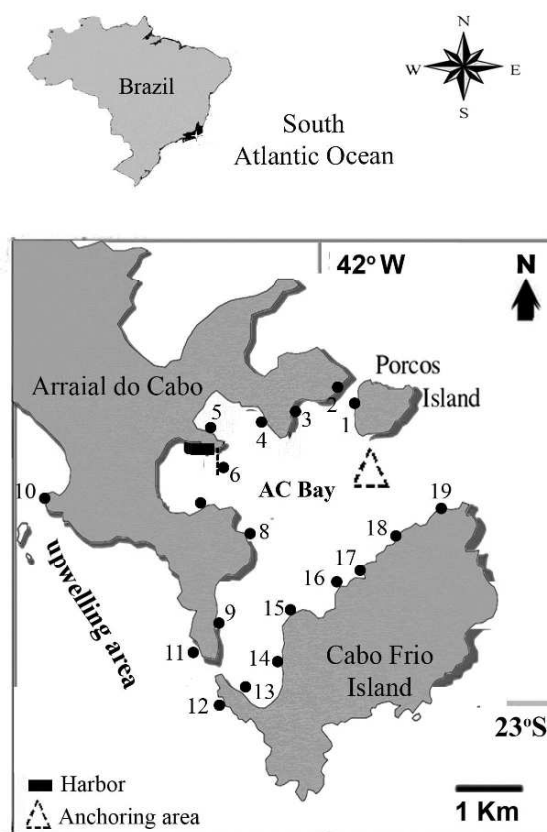 N
Brazil
W
E
S
South
Atlantic Ocean
42º W
N
Porcos
Island
Arraial do Cabo
5
4
3
2
1
6
AC Bay
10
8
19
18
17
16
upwelling area
15
9
11
14
Cabo Frio
Island
13
12
23ºS
Harbor
Anchoring area
1 Km